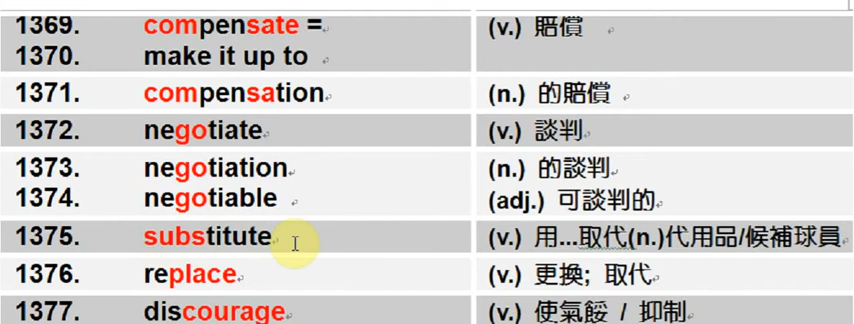 1369. compensate = (v.) 賠償
1370. make it up to
1371. compensation (n.) 的賠償
1372. negotiate (v.) 談判
1373. negotiation (n.) 的談判
1374. negotiable (adj.) 可談判的
1375. substitute (v.) 用...取代(n.)代用品/候補球員
1376. replace (v.) 更換; 取代
1377. discourage (v.) 使氣餒 / 抑制